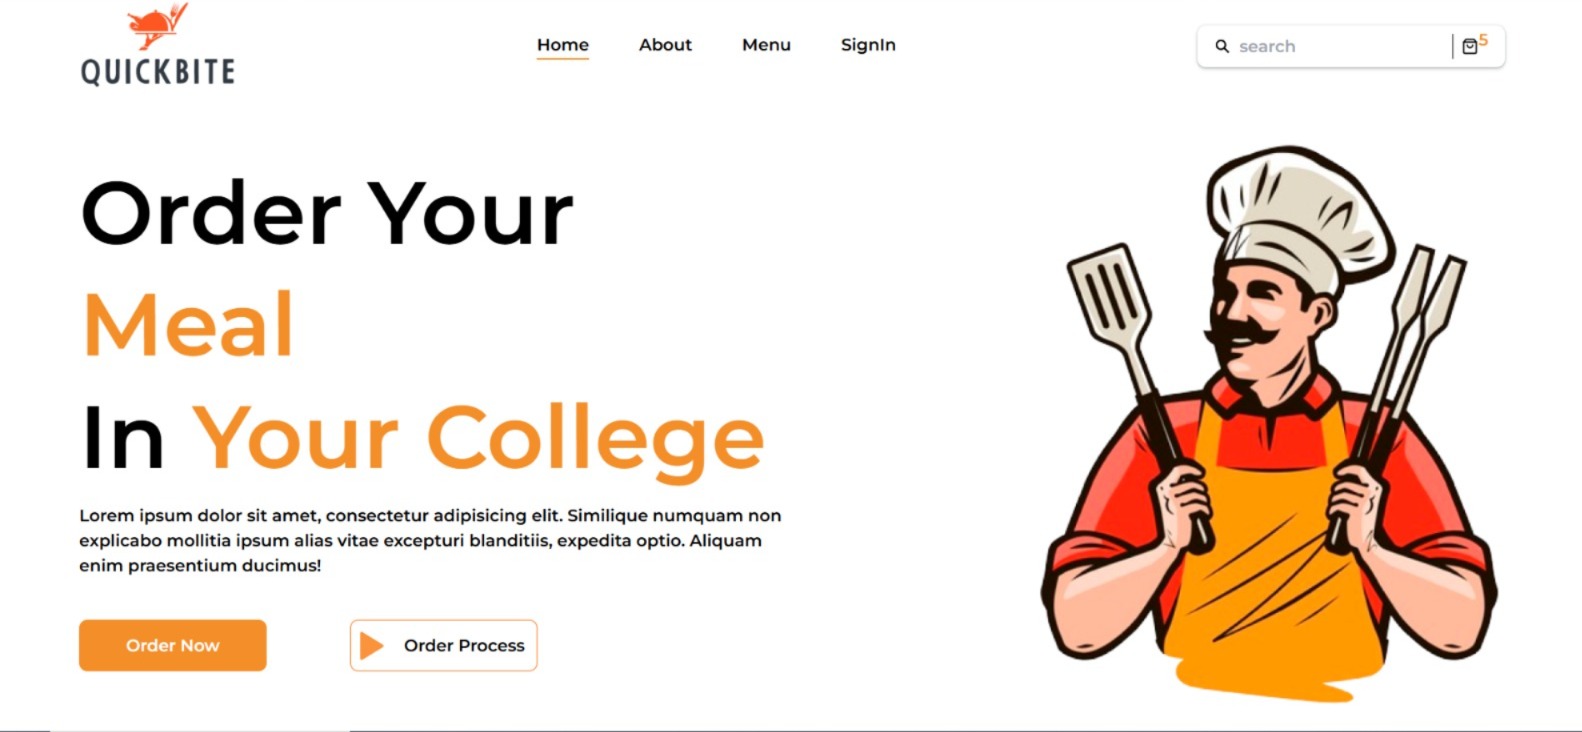 QUICKBITE
Home About Menu SignIn
search 5
Order Your
Meal
In Your College
Lorem ipsum dolor sit amet, consectetur adipisicing elit. Similique numquam non
explicabo mollitia ipsum alias vitae excepturi blanditiis, expedita optio. Aliquam
enim praesentium ducimus!
Order Now Order Process